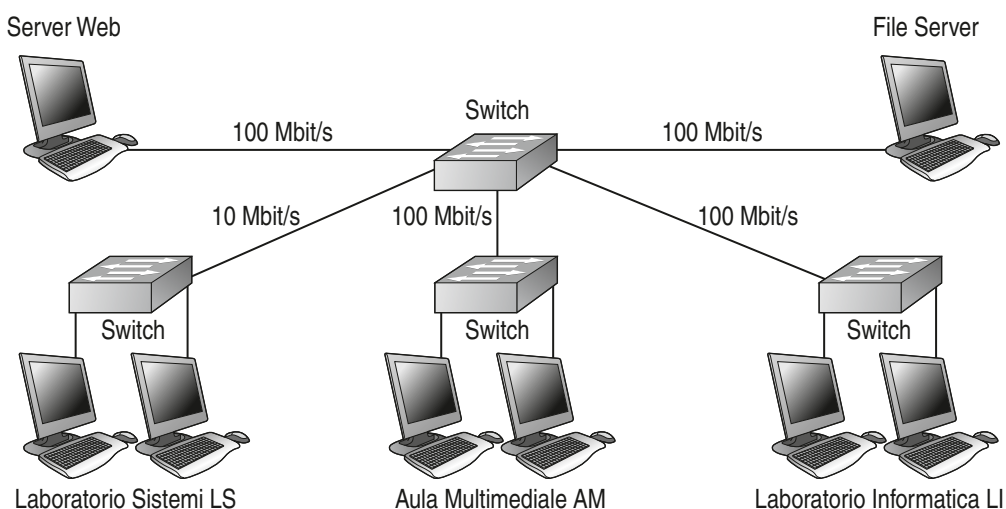 Server Web
File Server
Switch
100 Mbit/s
100 Mbit/s
10 Mbit/s
100 Mbit/s
100 Mbit/s
Switch
Switch
Switch
Laboratorio Sistemi LS
Aula Multimediale AM
Laboratorio Informatica LI